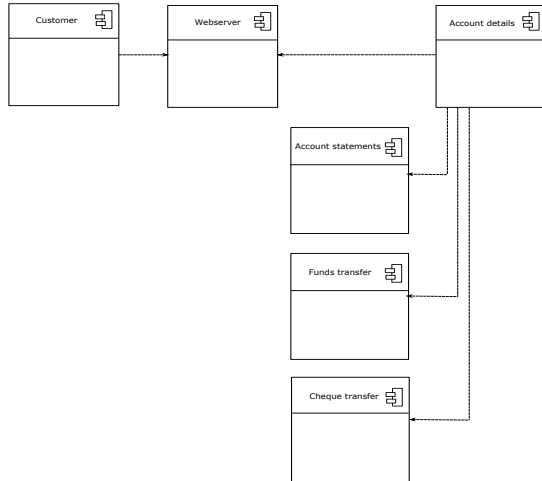 Customer
Webserver
Account details
Account statements
Funds transfer
Cheque transfer